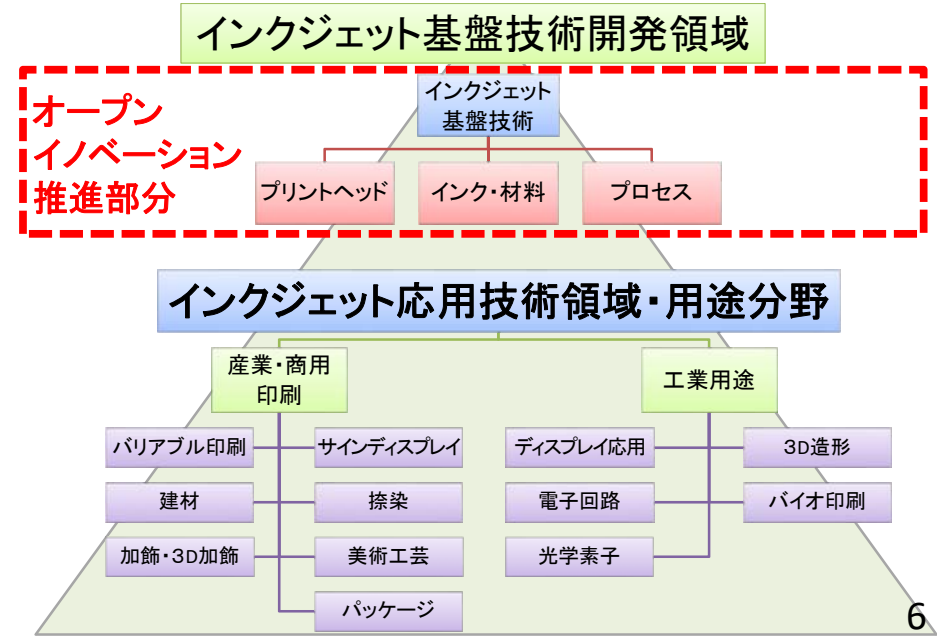 インクジェット基盤技術開発領域
オープン
イノベーション
推進部分
インクジェット
基盤技術
プリントヘッド
インク・材料
プロセス
インクジェット応用技術領域・用途分野
産業・商用
印刷
工業用途
バリアブル印刷
サインディスプレイ
ディスプレイ応用
3D造形
建材
捺染
電子回路
バイオ印刷
加飾・3D加飾
美術工芸
光学素子
パッケージ
6